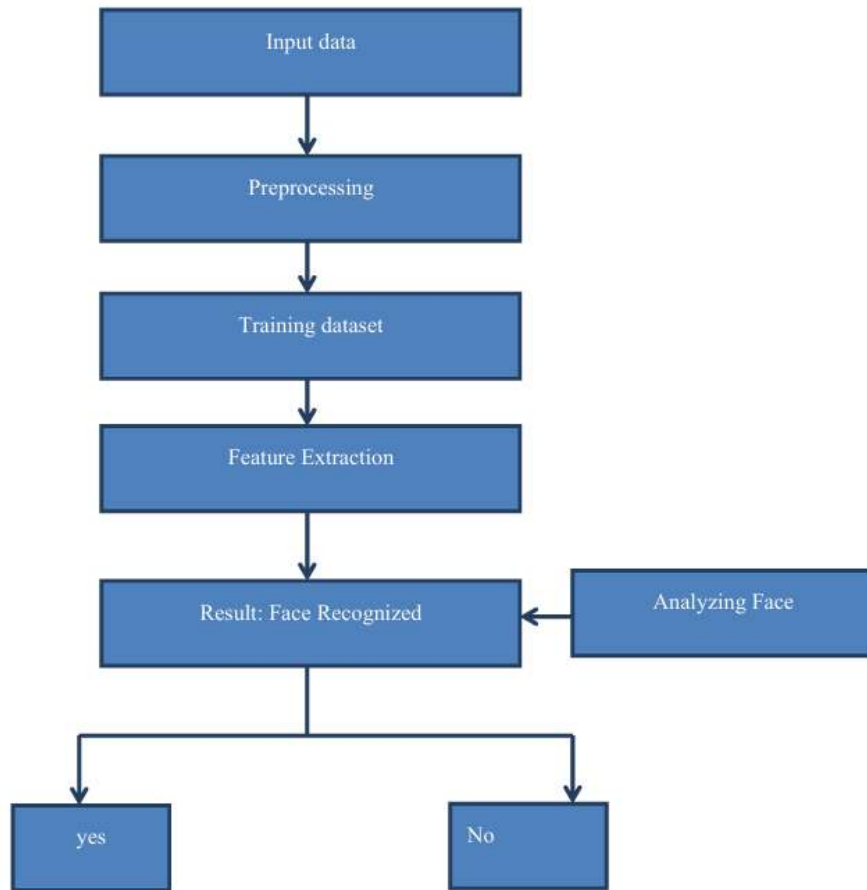 Input data
Preprocessing
Training dataset
Feature Extraction
Result: Face Recognized
Analyzing Face
yes
No